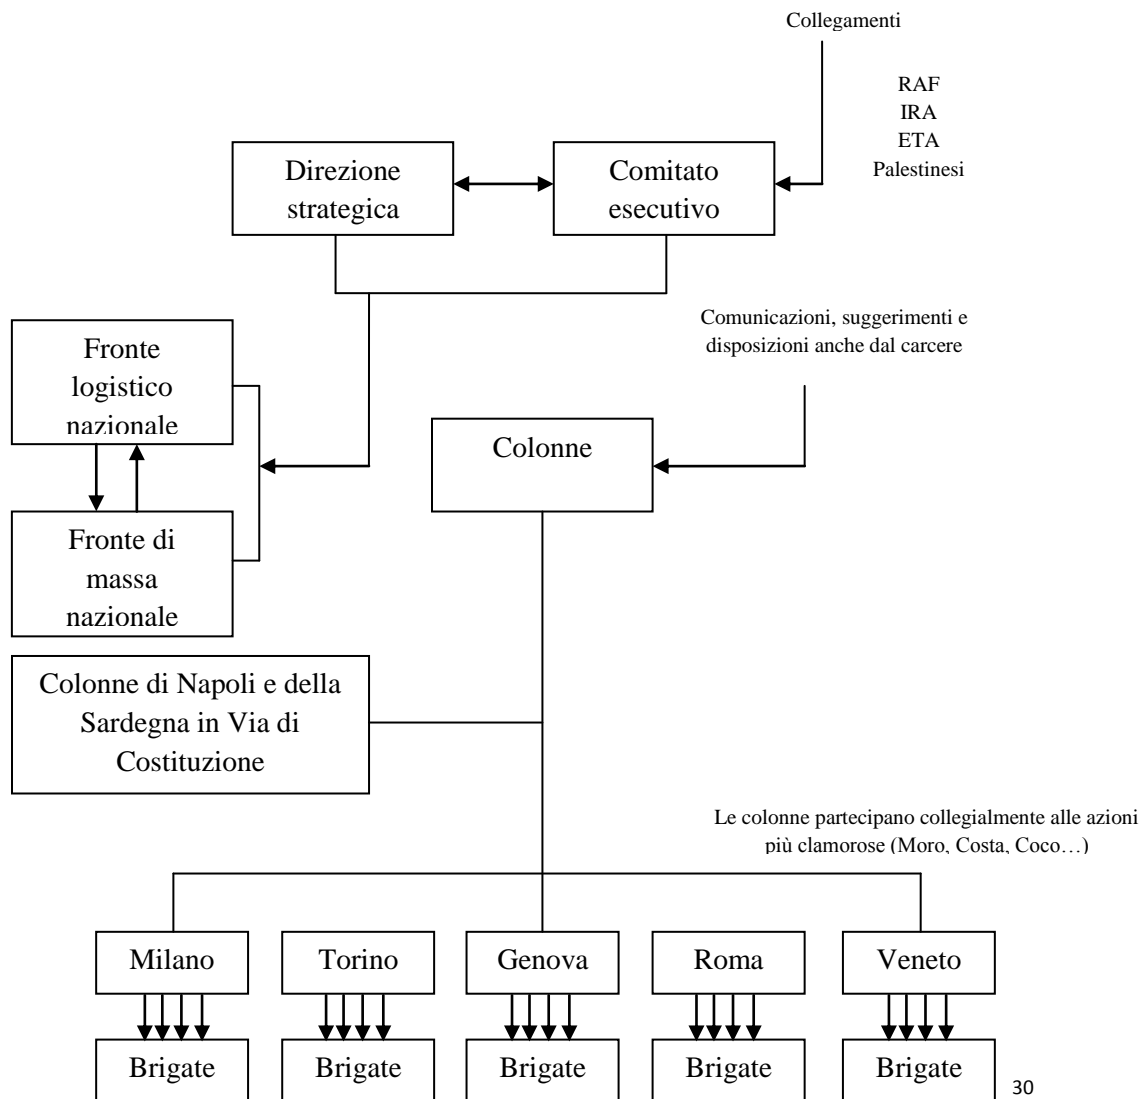 Collegamenti
RAF
IRA
ETA
Palestinesi
Direzione
strategica
Comitato
esecutivo
Comunicazioni, suggerimenti e
disposizioni anche dal carcere
Fronte
logistico
nazionale
Colonne
Fronte di
massa
nazionale
Colonne di Napoli e della
Sardegna in Via di
Costituzione
Le colonne partecipano collegialmente alle azioni
più clamorose (Moro, Costa, Coco…)
Milano
Torino
Genova
Roma
Veneto
Brigate
Brigate
Brigate
Brigate
Brigate
30